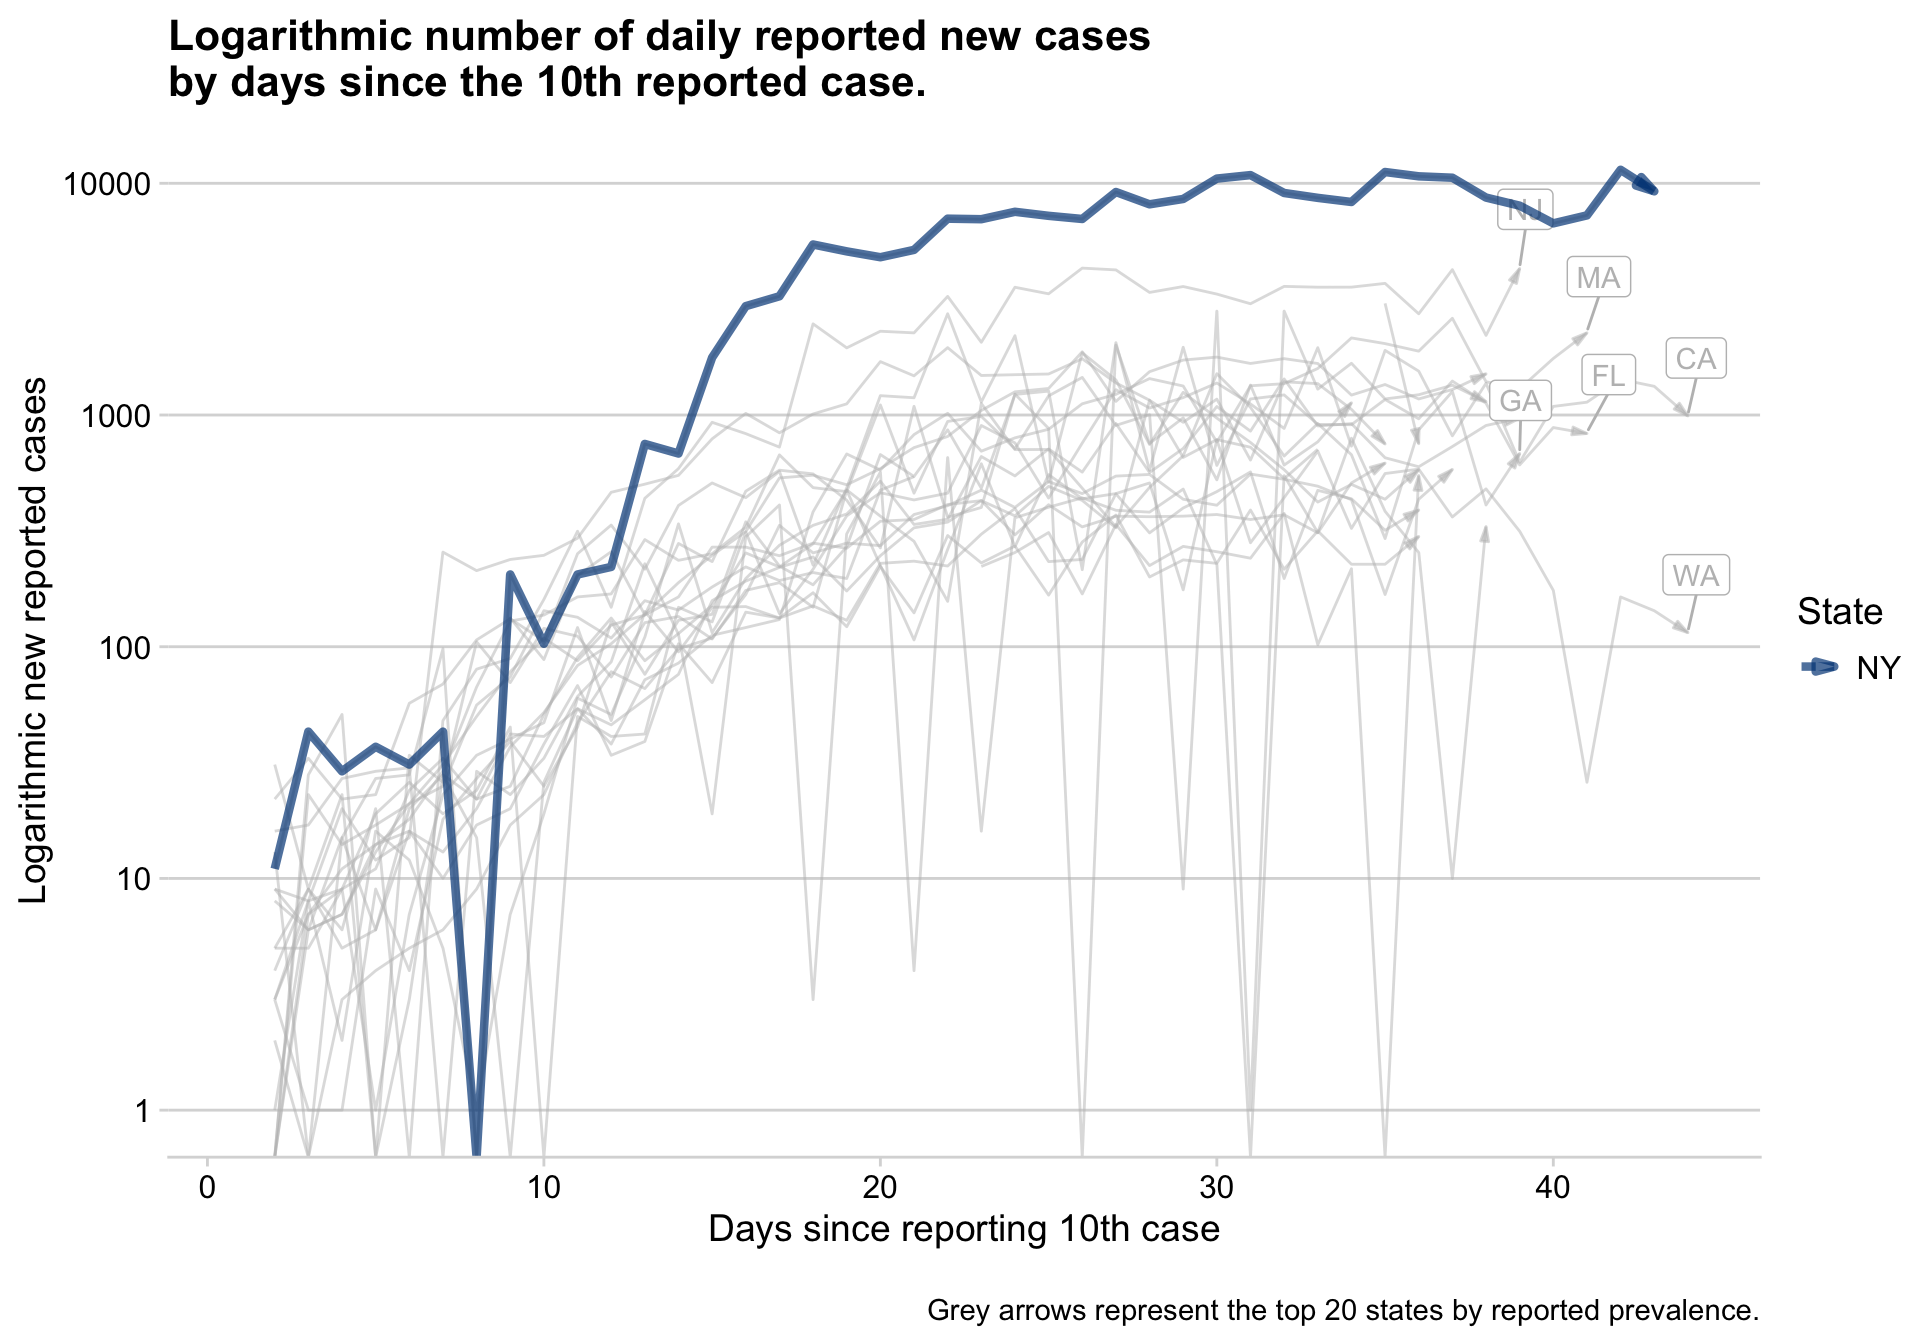 Logarithmic number of daily reported new cases
by days since the 10th reported case.
Logarithmic new reported cases
10000
1000
100
10
1
NJ
MA
CA
FL
GA
WA
State
NY
0 10 20 30 40
Days since reporting 10th case
Grey arrows represent the top 20 states by reported prevalence.